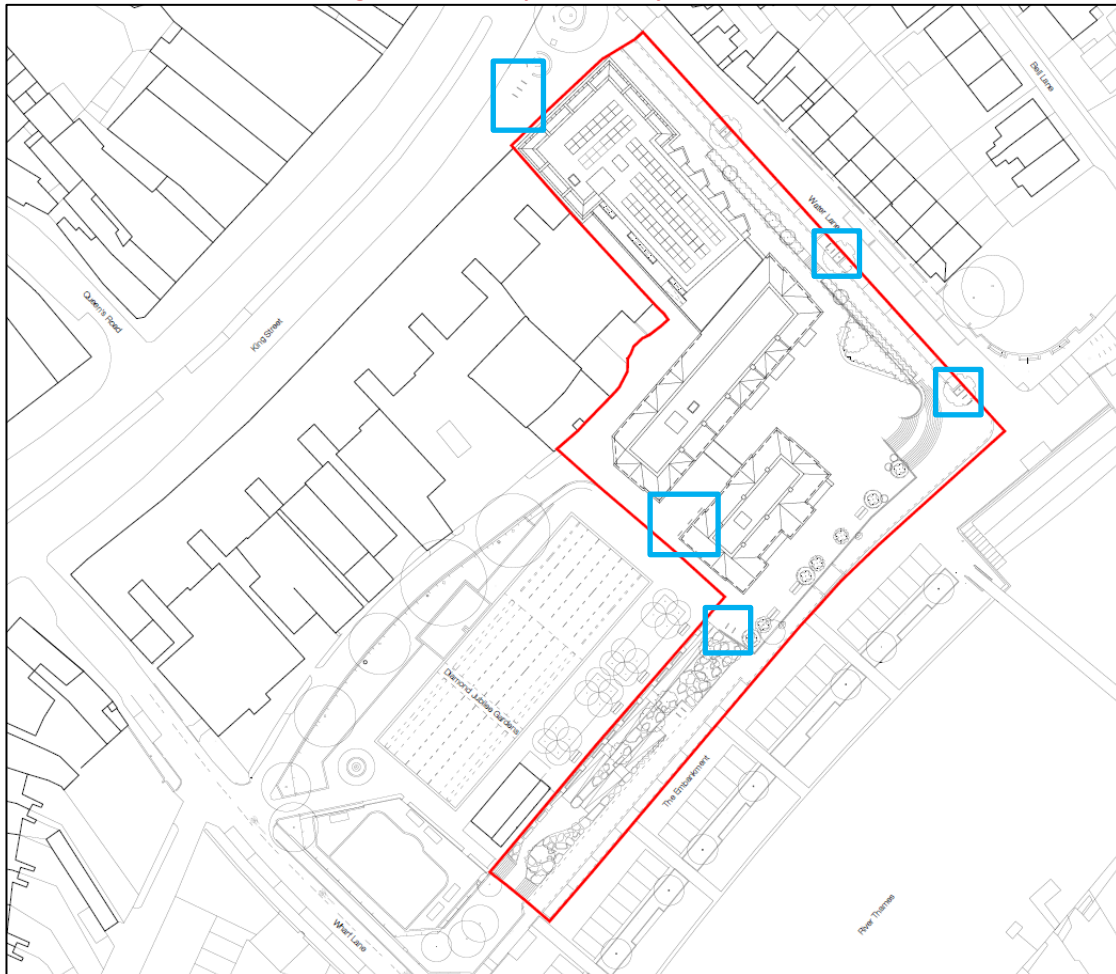 Bell Lane
Water Lane
Queen's Road
King Street
Diamond Jubilee Gardens
The Embankment
Wharf Lane
River Thames